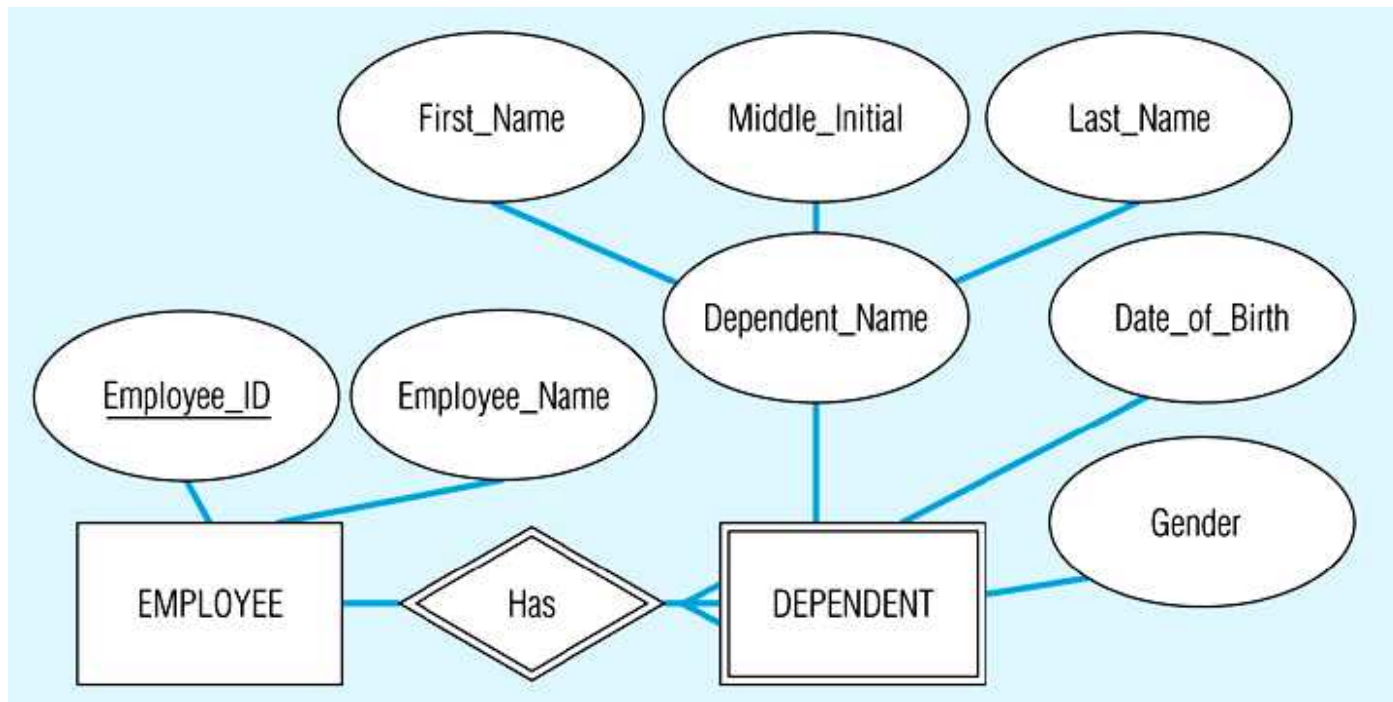 First_Name
Middle_Initial
Last_Name
Dependent_Name
Date_of_Birth
Employee_ID
Employee_Name
Gender
EMPLOYEE
Has
DEPENDENT